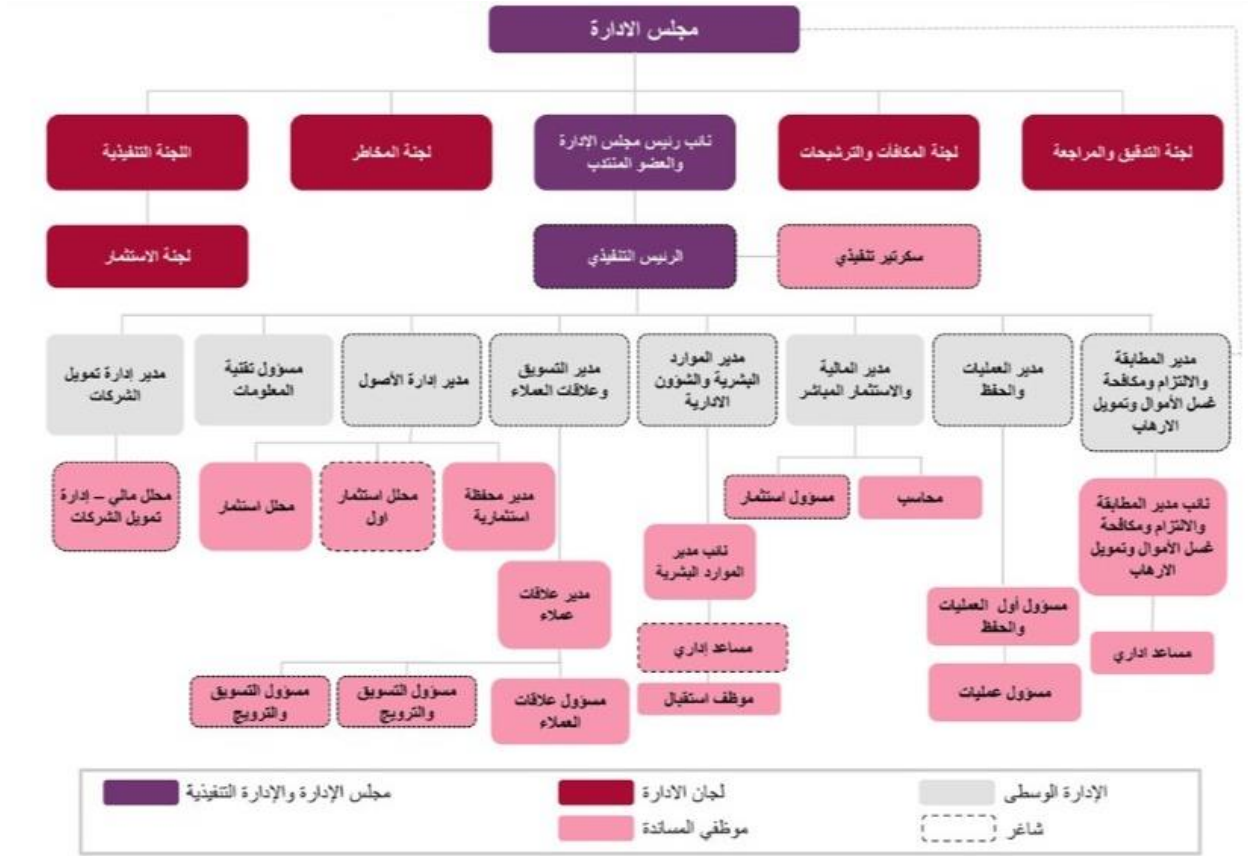 مجلس الادارة
لجنة التدقيق والمراجعة
لجنة المكافآت والترشيحات
نائب رئيس مجلس الادارة
والعضو المنتدب
لجنة المخاطر
اللجنة التنفيذية
سكرتير تنفيذي
الرئيس التنفيذي
لجنة الاستثمار
مدير المطابقة
والالتزام ومكافحة
غسل الأموال وتمويل
الارهاب
مدير العمليات
والحفظ
مدير المالية
والاستثمار المباشر
مدير الموارد
البشرية والشؤون
الادارية
مدير التسويق
وعلاقات العملاء
مدير إدارة الأصول
مسؤول تقنية
المعلومات
مدير إدارة تمويل
الشركات
نائب مدير المطابقة
والالتزام ومكافحة
غسل الأموال وتمويل
الارهاب
محاسب
مسؤول استثمار
مدير محفظة
استثمارية
محلل استثمار
اول
محلل استثمار
محلل مالي – إدارة
تمويل الشركات
نائب مدير
الموارد البشرية
مدير علاقات
عملاء
مسؤول أول العمليات
والحفظ
مساعد اداري
مساعد إداري
مسؤول عمليات
موظف استقبال
مسؤول علاقات
العملاء
مسؤول التسويق
والترويج
مسؤول التسويق
والترويج
الإدارة الوسطى
لجان الادارة
مجلس الإدارة والإدارة التنفيذية
شاغر
موظفي المساندة